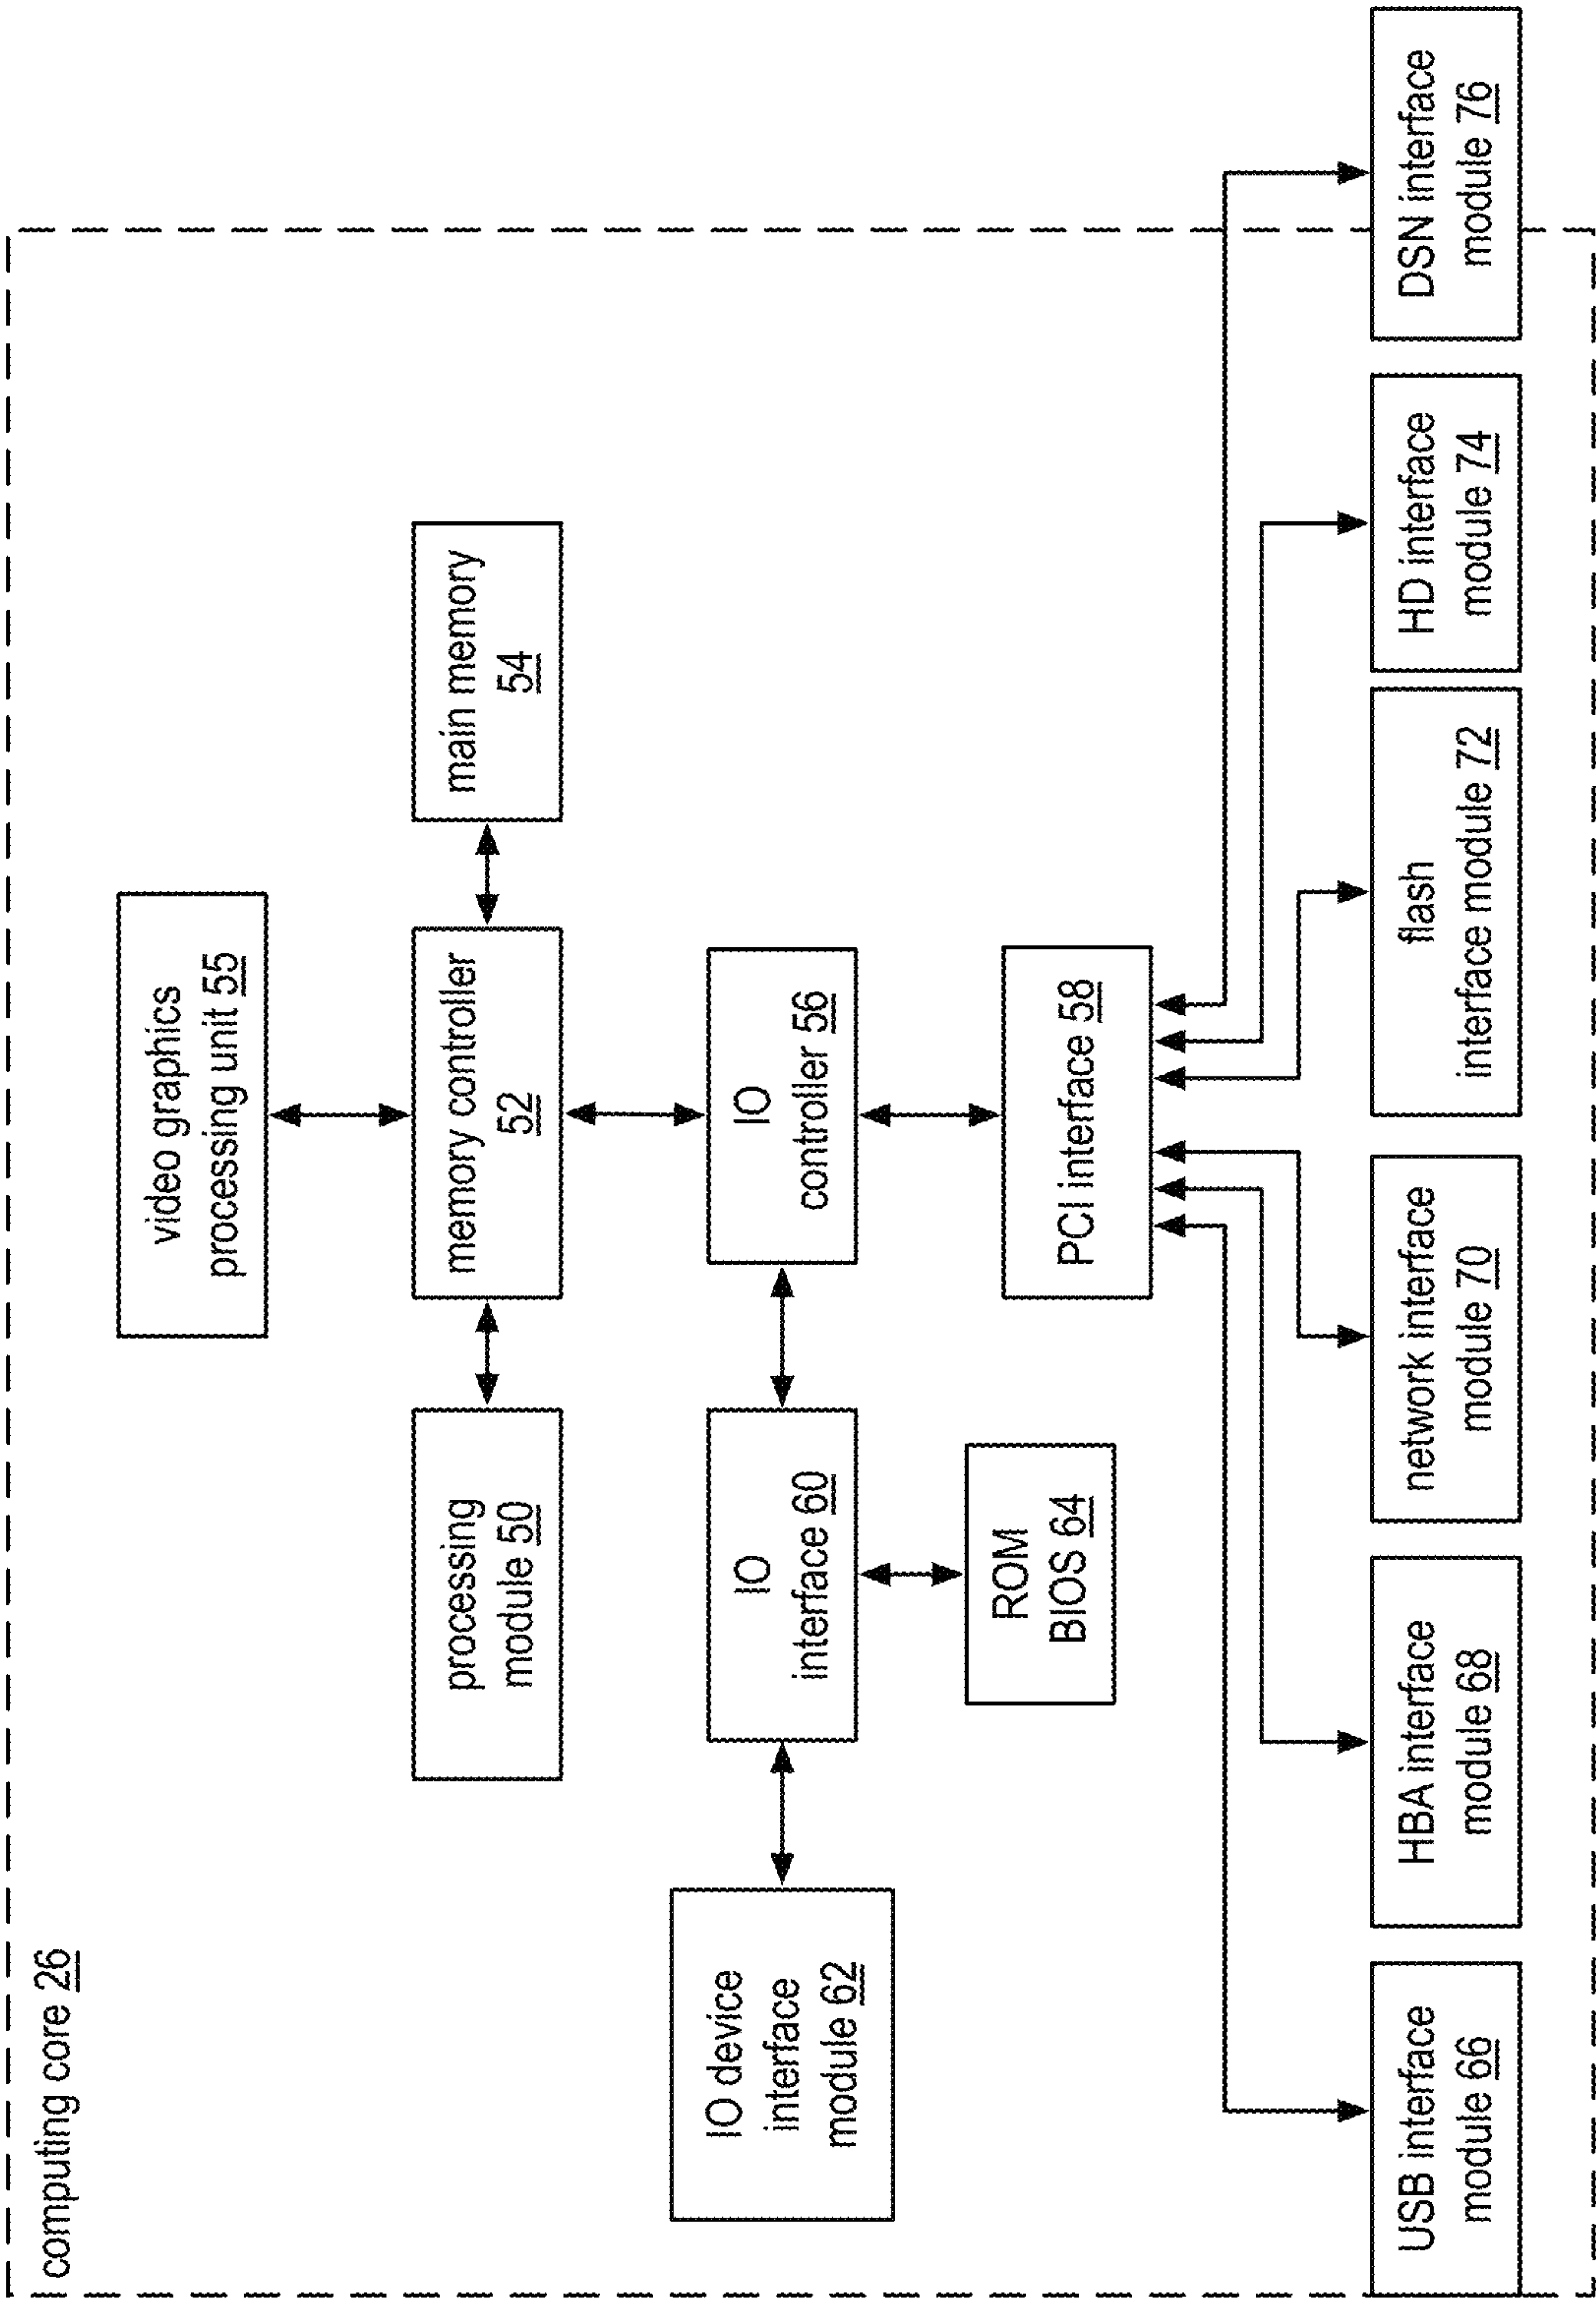 computing core 26
video graphics
processing unit 55
processing
module 50
memory controller
52
main memory
54
IO device
interface
module 62
IO
interface 60
IO
controller 56
ROM
BIOS 64
PCI interface 58
USB interface
module 66
HBA interface
module 68
network interface
module 70
flash
interface module 72
HD interface
module 74
DSN interface
module 76